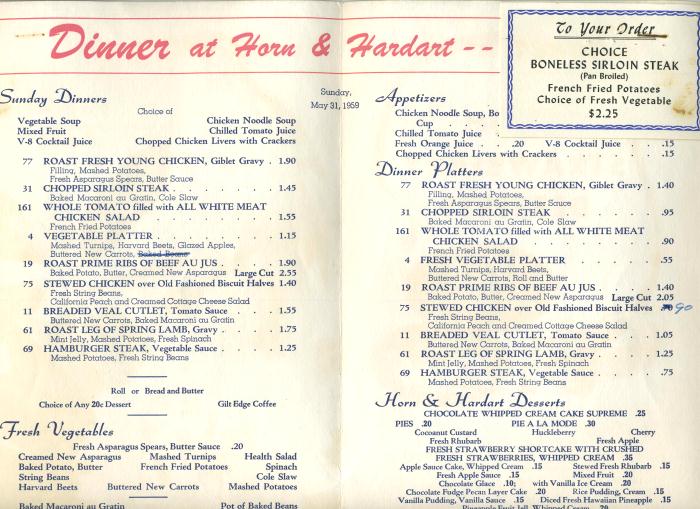 Dinner at Horn & Hardart - -
To Your Order
CHOICE
BONELESS SIRLOIN STEAK
(Pan Broiled)
French Fried Potatoes
Choice of Fresh Vegetable
$2.25
Sunday,
May 31, 1959
Sunday Dinners
Choice of
Vegetable Soup Chicken Noodle Soup
Mixed Fruit Chilled Tomato Juice
V-8 Cocktail Juice Chopped Chicken Livers with Crackers
77 ROAST FRESH YOUNG CHICKEN, Giblet Gravy . 1.90
Filling, Mashed Potatoes,
Fresh Asparagus Spears, Butter Sauce
31 CHOPPED SIRLOIN STEAK . . . . . . . 1.45
Baked Macaroni au Gratin, Cole Slaw
161 WHOLE TOMATO filled with ALL WHITE MEAT
CHICKEN SALAD . . . . . . . 1.55
French Fried Potatoes
4 VEGETABLE PLATTER . . . . . . . 1.15
Mashed Turnips, Harvard Beets, Glazed Apples,
Buttered New Carrots, Baked Beans
19 ROAST PRIME RIBS OF BEEF AU JUS . . . . 1.90
Baked Potato, Butter, Creamed New Asparagus Large Cut 2.55
75 STEWED CHICKEN over Old Fashioned Biscuit Halves 1.40
Fresh String Beans,
California Peach and Creamed Cottage Cheese Salad
11 BREADED VEAL CUTLET, Tomato Sauce . . . 1.55
Buttered New Carrots, Baked Macaroni au Gratin
61 ROAST LEG OF SPRING LAMB, Gravy . . . . 1.75
Mint Jelly, Mashed Potatoes, Fresh Spinach
69 HAMBURGER STEAK, Vegetable Sauce . . . . 1.25
Mashed Potatoes, Fresh String Beans
Roll or Bread and Butter
Choice of Any 20c Dessert Gilt Edge Coffee
Fresh Vegetables
Fresh Asparagus Spears, Butter Sauce .20
Creamed New Asparagus Mashed Turnips Health Salad
Baked Potato, Butter French Fried Potatoes Spinach
String Beans Cole Slaw
Harvard Beets Buttered New Carrots Mashed Potatoes
Baked Macaroni au Gratin Pot of Baked Beans
Appetizers
Chicken Noodle Soup, Bo
Cup . . . .
Chilled Tomato Juice
Fresh Orange Juice . . .20 V-8 Cocktail Juice . . .15
Chopped Chicken Livers with Crackers . . . . .15
Dinner Platters
77 ROAST FRESH YOUNG CHICKEN, Giblet Gravy . 1.40
Filling, Mashed Potatoes,
Fresh Asparagus Spears, Butter Sauce
31 CHOPPED SIRLOIN STEAK . . . . . . . .95
Baked Macaroni au Gratin, Cole Slaw
161 WHOLE TOMATO filled with ALL WHITE MEAT
CHICKEN SALAD . . . . . . . .90
French Fried Potatoes
4 FRESH VEGETABLE PLATTER . . . . . . .55
Mashed Turnips, Harvard Beets,
Buttered New Carrots, Roll and Butter
19 ROAST PRIME RIBS OF BEEF AU JUS . . . . 1.40
Baked Potato, Butter, Creamed New Asparagus Large Cut 2.05
75 STEWED CHICKEN over Old Fashioned Biscuit Halves 90
Fresh String Beans,
California Peach and Creamed Cottage Cheese Salad
11 BREADED VEAL CUTLET, Tomato Sauce . . . 1.05
Buttered New Carrots, Baked Macaroni au Gratin
61 ROAST LEG OF SPRING LAMB, Gravy . . . . 1.25
Mint Jelly, Mashed Potatoes, Fresh Spinach
69 HAMBURGER STEAK, Vegetable Sauce . . . .75
Mashed Potatoes, Fresh String Beans
Horn & Hardart Desserts
CHOCOLATE WHIPPED CREAM CAKE SUPREME .25
PIES .20 PIE A LA MODE .30
Cocoanut Custard Huckleberry Cherry
Fresh Rhubarb Fresh Apple
FRESH STRAWBERRY SHORTCAKE WITH CRUSHED
FRESH STRAWBERRIES, WHIPPED CREAM .35
Apple Sauce Cake, Whipped Cream .15 Stewed Fresh Rhubarb .15
Fresh Apple Sauce .15 Mixed Fruit .20
Chocolate Glace .10; with Vanilla Ice Cream .20
Chocolate Fudge Pecan Layer Cake .20 Rice Pudding, Cream .15
Vanilla Pudding, Vanilla Sauce .15 Diced Fresh Hawaiian Pineapple .15
Pineapple Fruit Jell, Whipped Cream .20